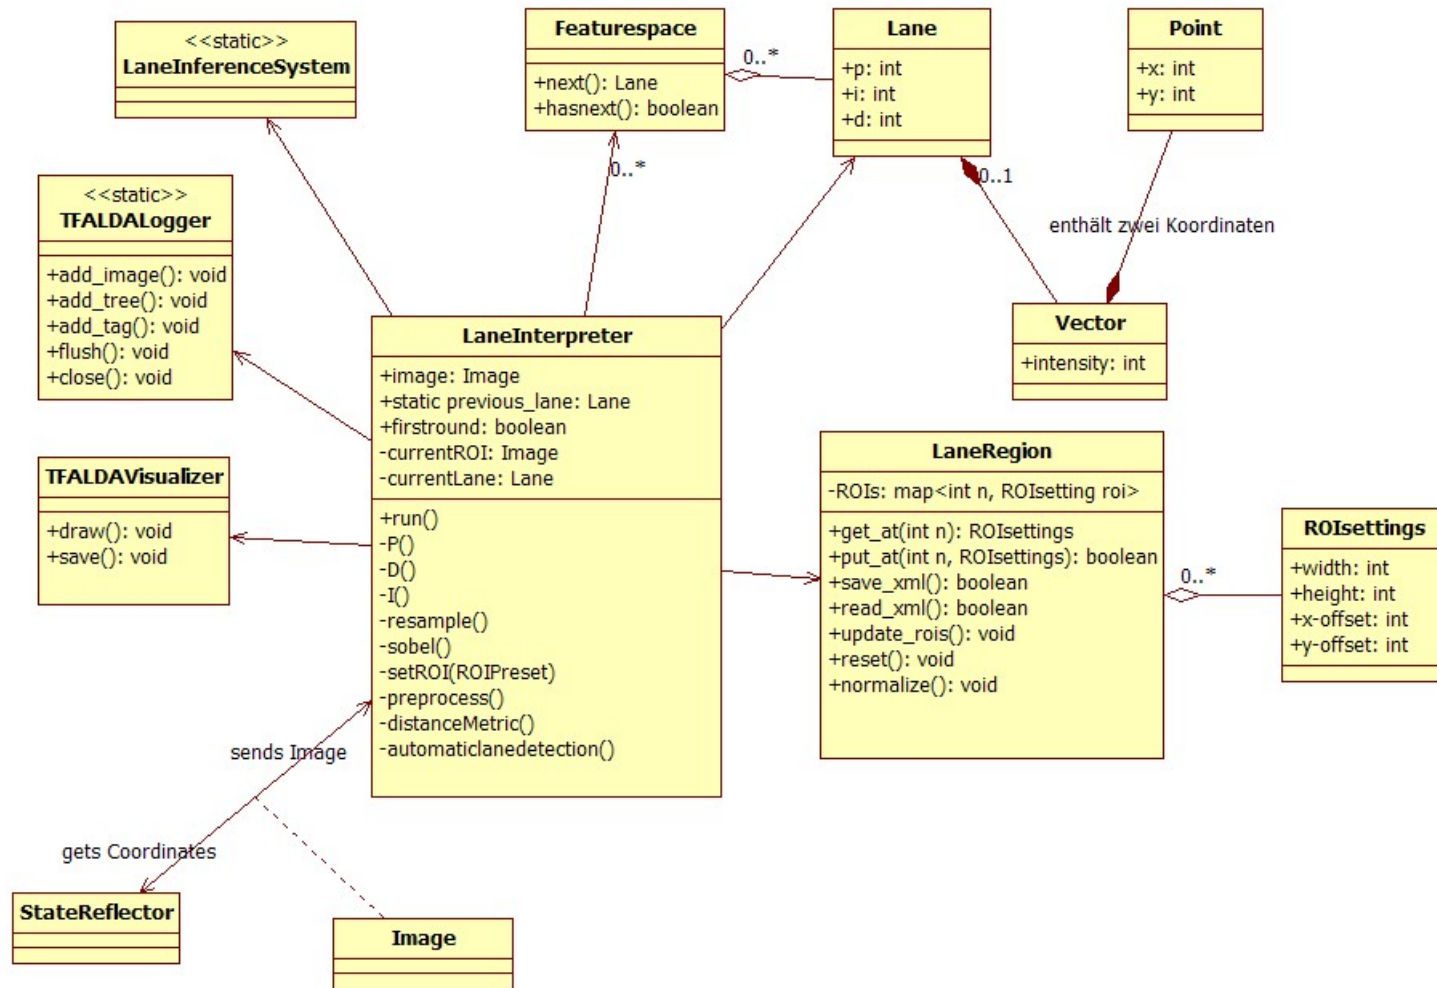 <<static>>
LaneInferenceSystem
Featurespace
+next(): Lane
+hasnext(): boolean
0..*
Lane
+p: int
+i: int
+d: int
Point
+x: int
+y: int
0..*
0..1
enthält zwei Koordinaten
<<static>>
TFALDALogger
+add_image(): void
+add_tree(): void
+add_tag(): void
+flush(): void
+close(): void
Vector
+intensity: int
LaneInterpreter
+image: Image
+static previous_lane: Lane
+firstround: boolean
-currentROI: Image
-currentLane: Lane
+run()
-P()
-D()
-I()
-resample()
-sobel()
-setROI(ROIPreset)
-preprocess()
-distanceMetric()
-automaticlanedetection()
TFALDAVisualizer
+draw(): void
+save(): void
LaneRegion
-ROIs: map<int n, ROIsetting roi>
+get_at(int n): ROIsettings
+put_at(int n, ROIsettings): boolean
+save_xml(): boolean
+read_xml(): boolean
+update_rois(): void
+reset(): void
+normalize(): void
0..*
ROIsettings
+width: int
+height: int
+x-offset: int
+y-offset: int
sends Image
gets Coordinates
StateReflector
Image